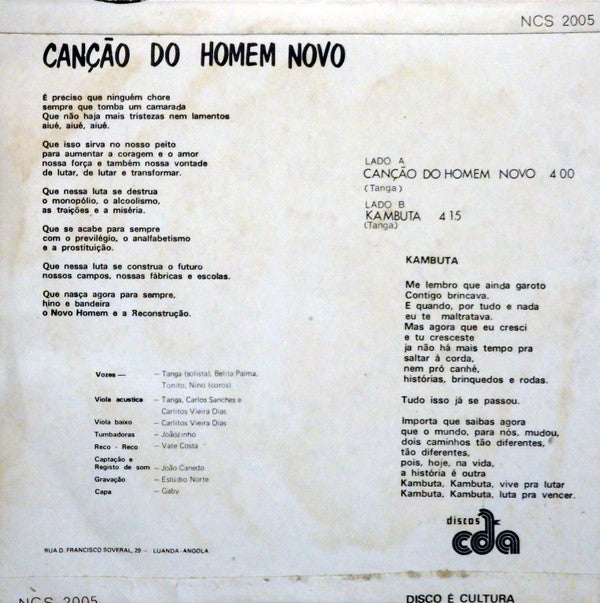 NCS 2005
CANÇÃO DO HOMEM NOVO
É preciso que ninguém chore
sempre que tomba um camarada
Que não haja mais tristezas nem lamentos
aiué, aiué, aiué.
Que isso sirva no nosso peito
para aumentar a coragem e o amor
nossa força e também nossa vontade
de lutar, de lutar e transformar.
Que nessa luta se destrua
o monopólio, o alcoolismo,
as traições e a miséria.
Que se acabe para sempre
com o previlégio, o analfabetismo
e a prostituição.
Que nessa luta se construa o futuro
nossos campos, nossas fábricas e escolas.
Que nasça agora para sempre,
hino e bandeira
o Novo Homem e a Reconstrução.
Vozes — – Tanga (solista), Belita Palma,
Tonito, Nino (coros)
Viola acustica – Tanga, Carlos Sanches e
Carlitos Vieira Dias
Viola baixo – Carlitos Vieira Dias
Tumbadoras – Joãozinho
Reco - Reco – Vate Costa
Captação e
Registo de som – João Canedo
Gravação – Estúdio Norte
Capa – Gaby
RUA D. FRANCISCO SOVERAL, 29 – LUANDA - ANGOLA
LADO A
CANÇÃO DO HOMEM NOVO 4 00
(Tanga)
LADO B
KAMBUTA 4 15
(Tanga)
KAMBUTA
Me lembro que ainda garoto
Contigo brincava.
E quando, por tudo e nada
eu te maltratava.
Mas agora que eu cresci
e tu cresceste
ja não há mais tempo pra
saltar à corda,
nem pró canhé,
histórias, brinquedos e rodas.
Tudo isso já se passou.
Importa que saibas agora
que o mundo, para nós, mudou,
dois caminhos tão diferentes,
tão diferentes,
pois, hoje, na vida,
a história é outra
Kambuta, Kambuta, vive pra lutar
Kambuta, Kambuta, luta pra vencer.
discos
cda
NCS 2005
DISCO É CULTURA